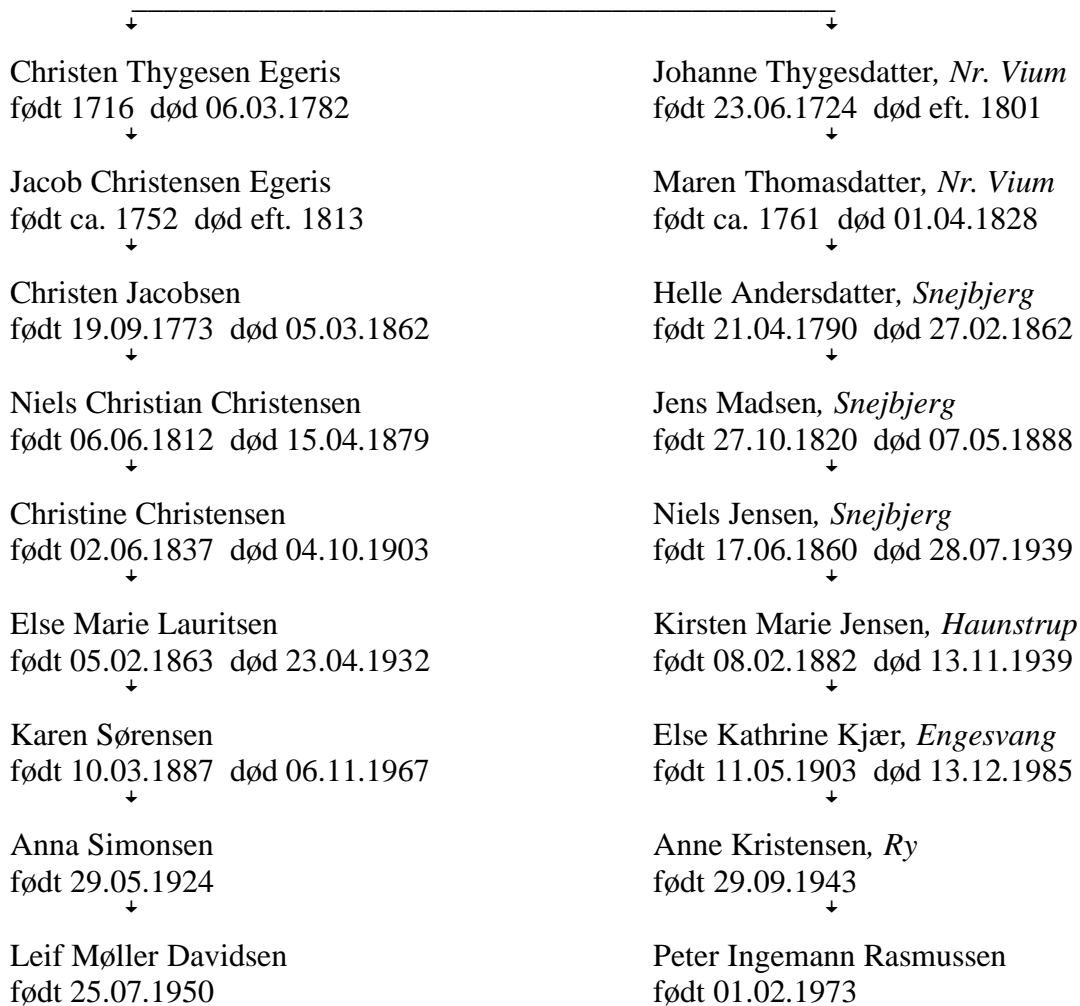 Christen Thygesen Egeris
født 1716 død 06.03.1782
Johanne Thygesdatter, Nr. Vium
født 23.06.1724 død eft. 1801
Jacob Christensen Egeris
født ca. 1752 død eft. 1813
Maren Thomasdatter, Nr. Vium
født ca. 1761 død 01.04.1828
Christen Jacobsen
født 19.09.1773 død 05.03.1862
Helle Andersdatter, Snejbjerg
født 21.04.1790 død 27.02.1862
Niels Christian Christensen
født 06.06.1812 død 15.04.1879
Jens Madsen, Snejbjerg
født 27.10.1820 død 07.05.1888
Christine Christensen
født 02.06.1837 død 04.10.1903
Niels Jensen, Snejbjerg
født 17.06.1860 død 28.07.1939
Else Marie Lauritsen
født 05.02.1863 død 23.04.1932
Kirsten Marie Jensen, Haunstrup
født 08.02.1882 død 13.11.1939
Karen Sørensen
født 10.03.1887 død 06.11.1967
Else Kathrine Kjær, Engesvang
født 11.05.1903 død 13.12.1985
Anna Simonsen
født 29.05.1924
Anne Kristensen, Ry
født 29.09.1943
Leif Møller Davidsen
født 25.07.1950
Peter Ingemann Rasmussen
født 01.02.1973